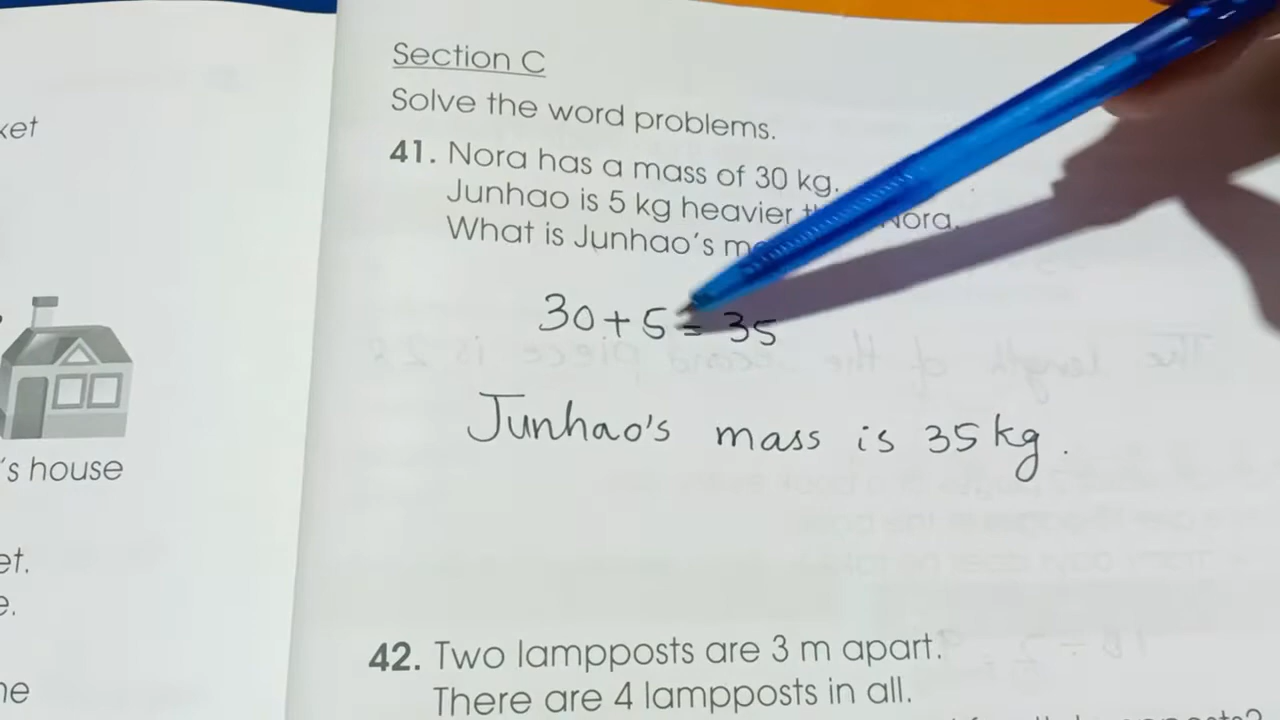 ket
's house
et.
e.
ne
Section C
Solve the word problems.
41. Nora has a mass of 30 kg.
Junhao is 5 kg heavier Nora.
What is Junhao's
30 + 5 = 35
Junhao's mass is 35 kg.
42. Two lampposts are 3 m apart.
There are 4 lampposts in all.